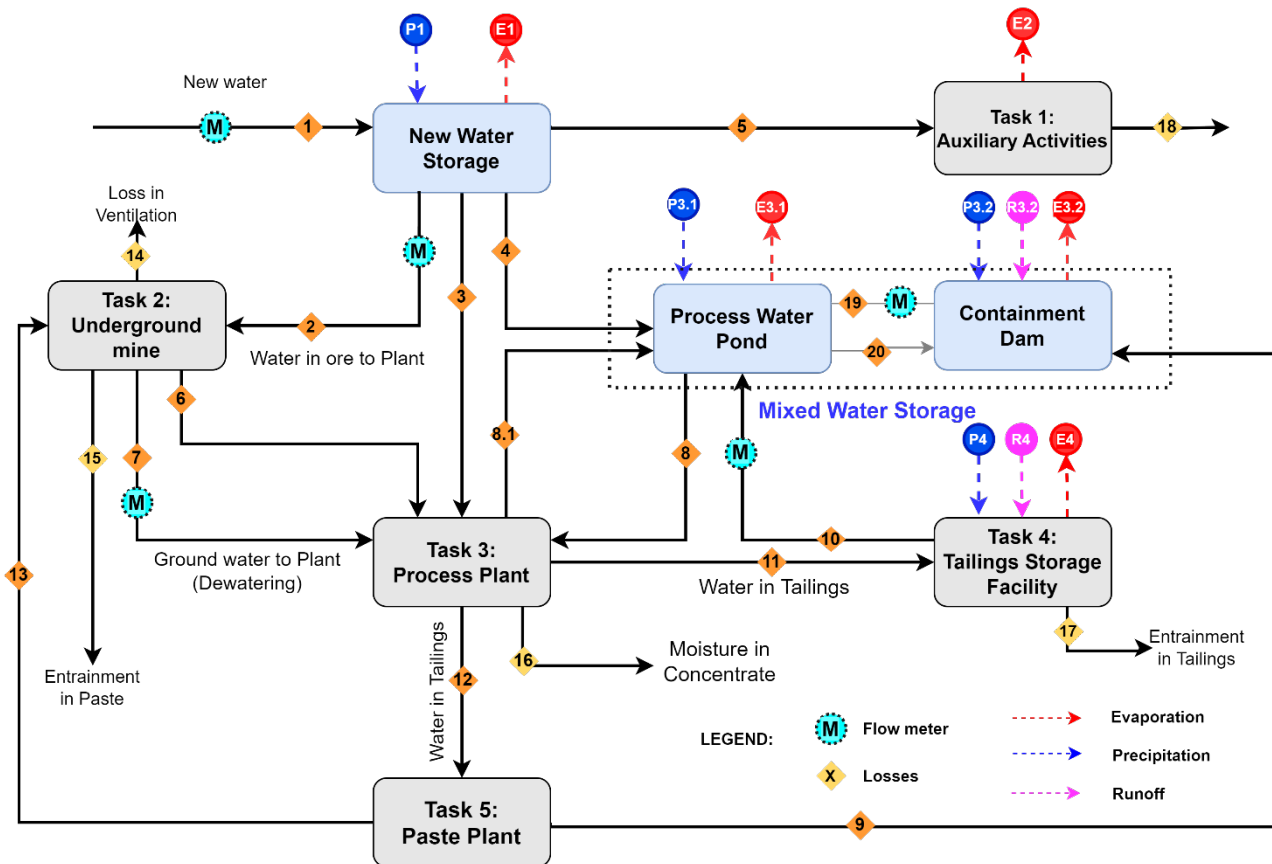 P1
E1
E2
New water
M
1
New Water
Storage
5
Task 1:
Auxiliary Activities
18
Loss in
Ventilation
14
M
3
4
P3.1
E3.1
P3.2
R3.2
E3.2
Task 2:
Underground
mine
2
Water in ore to Plant
Process Water
Pond
19
M
20
Containment
Dam
Mixed Water Storage
6
15
7
8.1
8
M
P4
R4
E4
M
Ground water to Plant
(Dewatering)
Task 3:
Process Plant
10
11
Water in Tailings
Task 4:
Tailings Storage
Facility
13
17
Entrainment
in Tailings
Entrainment
in Paste
Water in Tailings
12
16
Moisture in
Concentrate
LEGEND:
M
Flow meter
X
Losses
Evaporation
Precipitation
Runoff
Task 5:
Paste Plant
9